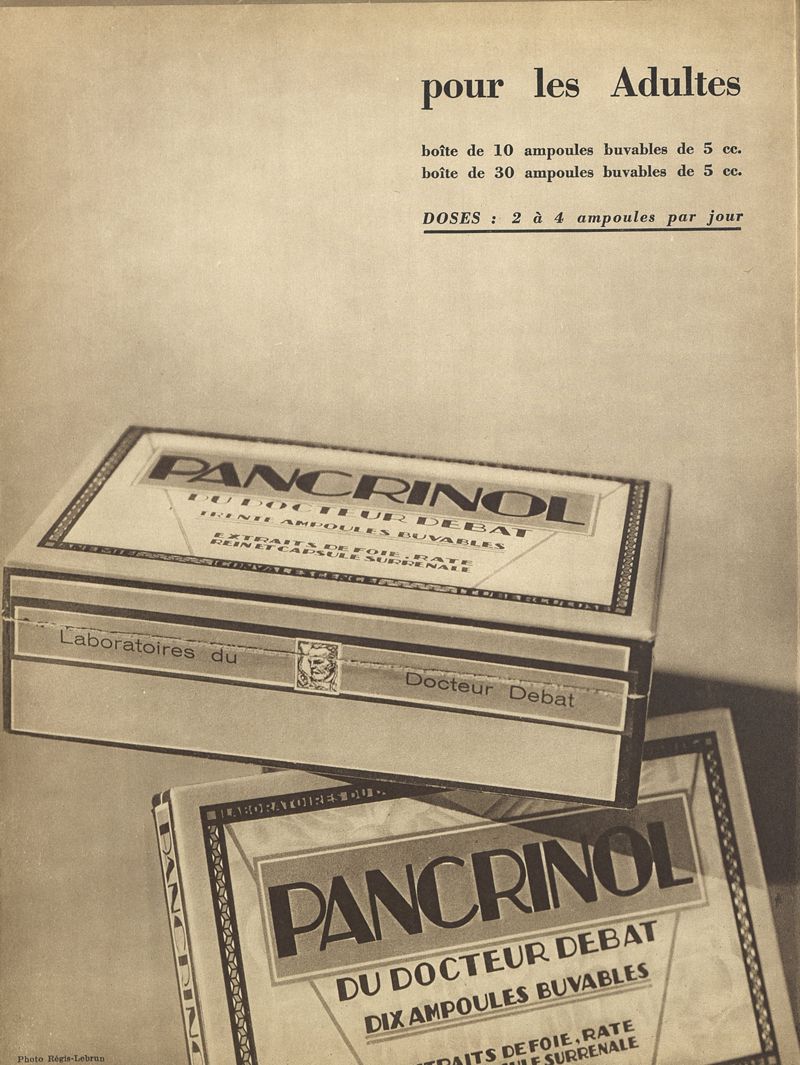 pour les Adultes
boîte de 10 ampoules buvables de 5 cc.
boîte de 30 ampoules buvables de 5 cc.
DOSES : 2 à 4 ampoules par jour
PANCRINOL
DU DOCTEUR DEBAT
TRENTE AMPOULES BUVABLES
EXTRAITS DE FOIE, RATE
REIN ET CAPSULE SURRENALE
CONVALESCENCE
Laboratoires du Docteur Debat
LABORATOIRES DU D
PANCRINOL
DU DOCTEUR DEBAT
DIX AMPOULES BUVABLES
TRAITS DE FOIE, RATE
SULE SURRENALE
PANCRINO
Photo Régis-Lebrun